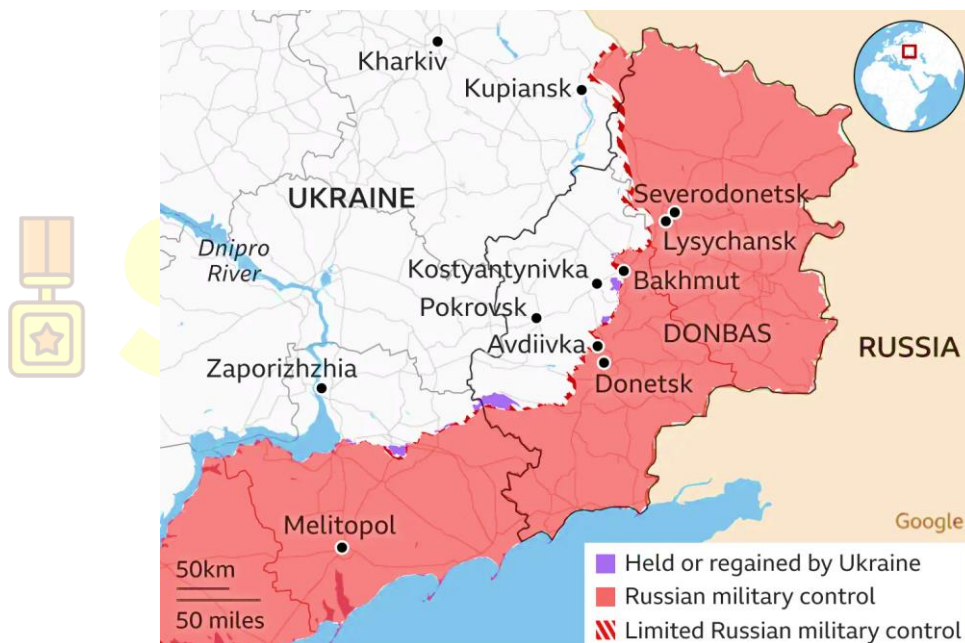 Kharkiv
Kupiansk
UKRAINE
Severodonetsk
Lysychansk
Dnipro
River
Kostyantynivka
Bakhmut
Pokrovsk
Avdiivka
DONBAS
RUSSIA
Zaporizhzhia
Donetsk
Melitopol
Google
50km
50 miles
Held or regained by Ukraine
Russian military control
Limited Russian military control
S